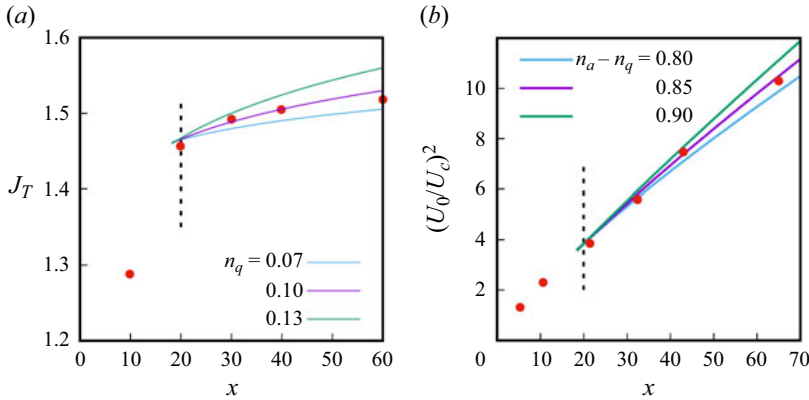 (a)
1.6
1.5
1.4
1.3
1.2
J_T
n_q = 0.07
0.10
0.13
0 10 20 30 40 50 60
x
(b)
10
8
6
4
2
0
(U_0/U_c)^2
n_a – n_q = 0.80
0.85
0.90
10 20 30 40 50 60 70
x